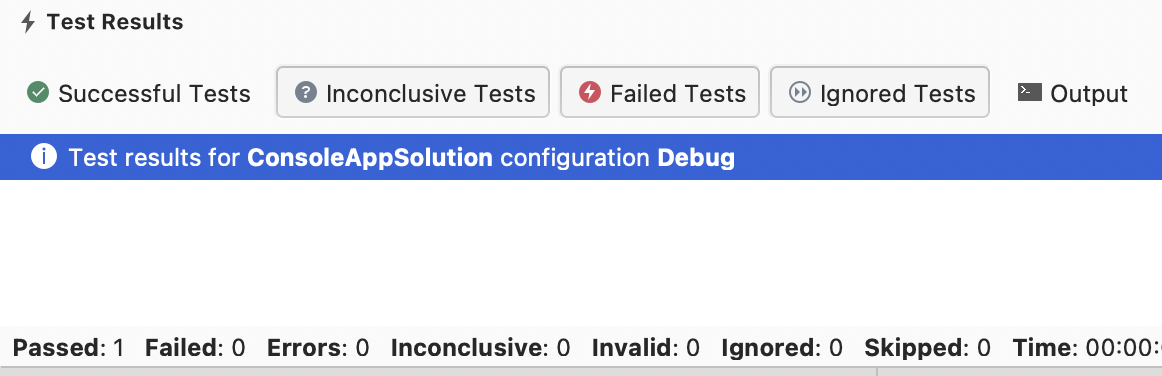 Test Results
Successful Tests Inconclusive Tests Failed Tests Ignored Tests Output
Test results for ConsoleAppSolution configuration Debug
Passed: 1 Failed: 0 Errors: 0 Inconclusive: 0 Invalid: 0 Ignored: 0 Skipped: 0 Time: 00:00: